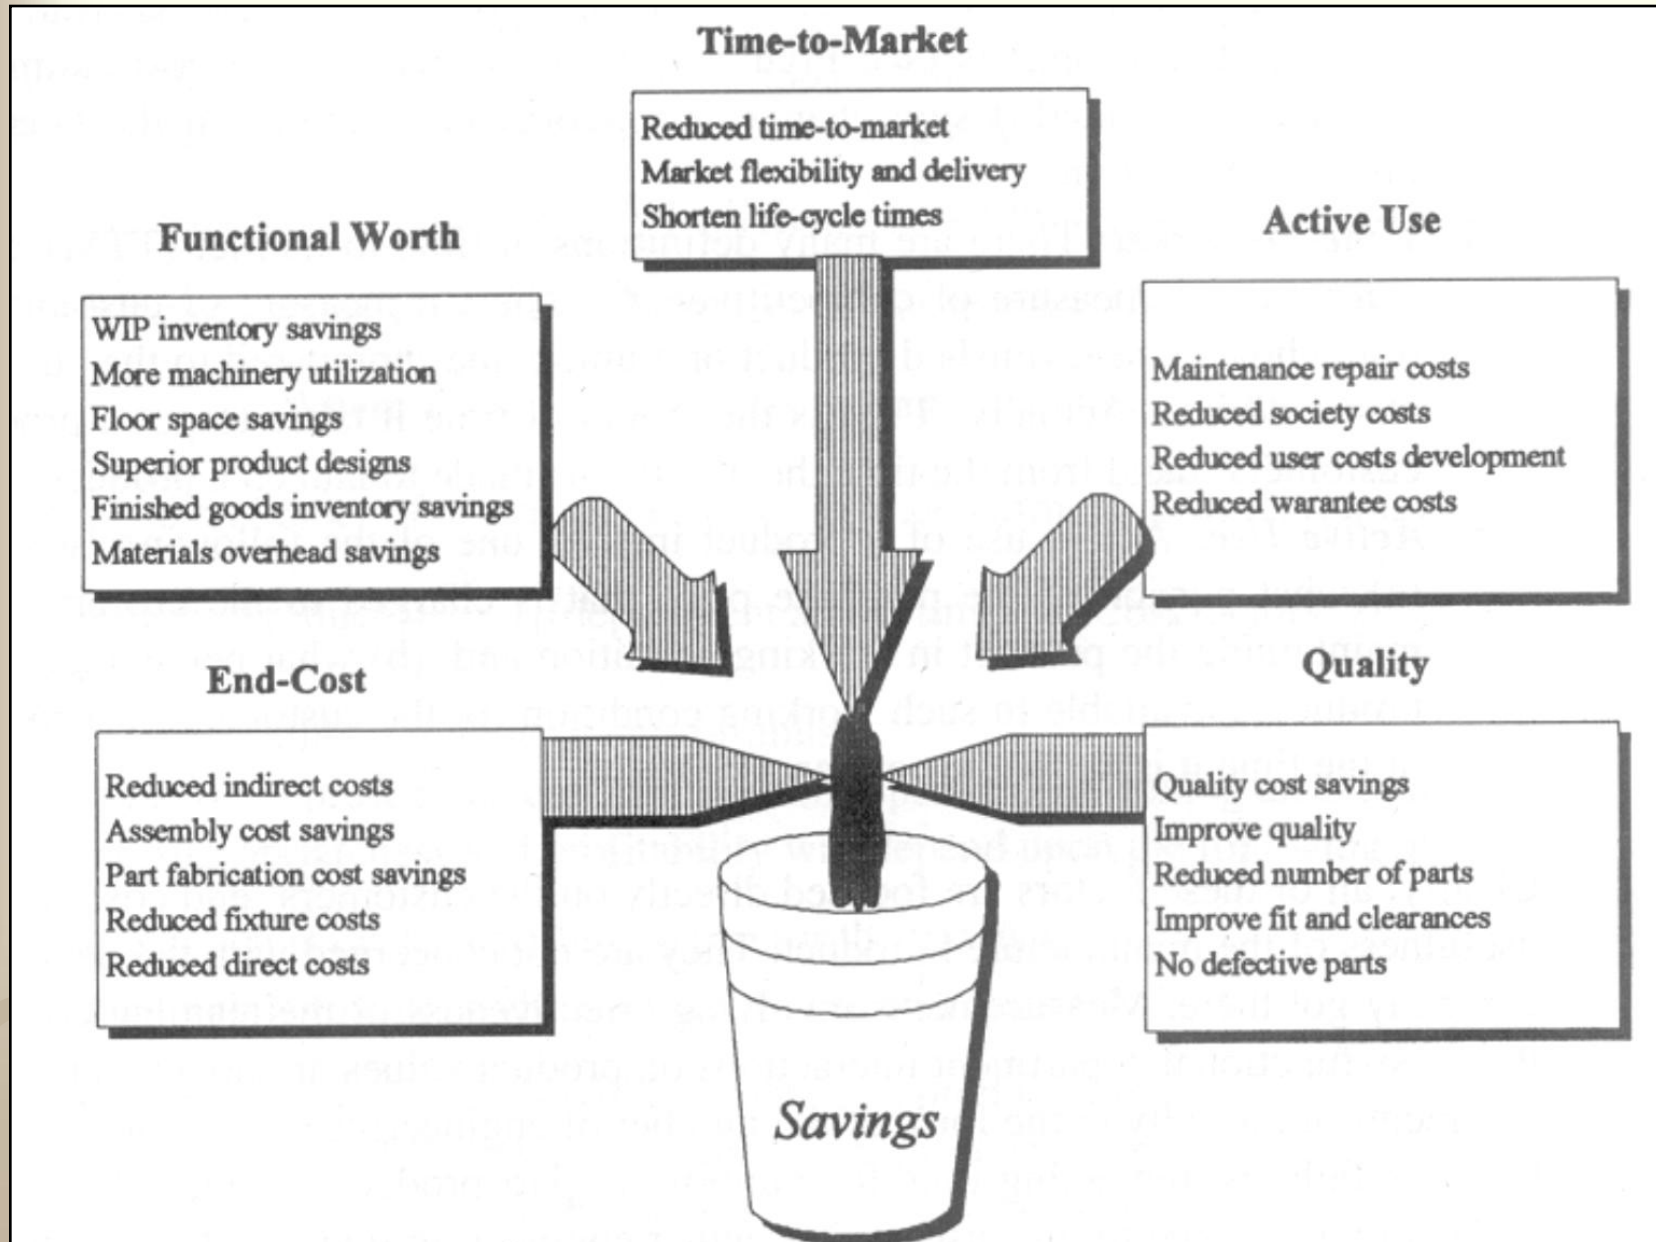 Time-to-Market
Reduced time-to-market
Market flexibility and delivery
Shorten life-cycle times
Functional Worth
WIP inventory savings
More machinery utilization
Floor space savings
Superior product designs
Finished goods inventory savings
Materials overhead savings
Active Use
Maintenance repair costs
Reduced society costs
Reduced user costs development
Reduced warantee costs
End-Cost
Reduced indirect costs
Assembly cost savings
Part fabrication cost savings
Reduced fixture costs
Reduced direct costs
Quality
Quality cost savings
Improve quality
Reduced number of parts
Improve fit and clearances
No defective parts
Savings